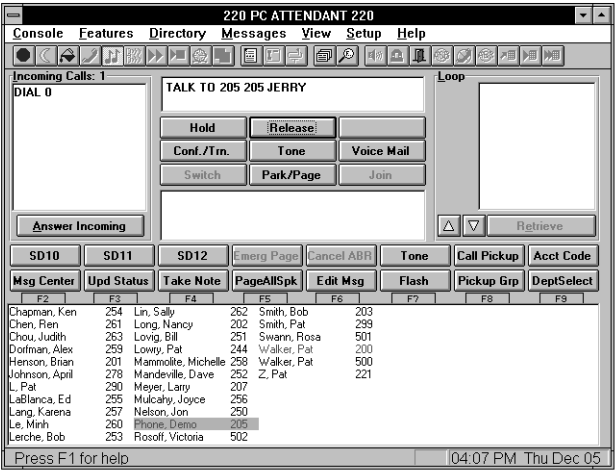 220 PC ATTENDANT 220
Console Features Directory Messages View Setup Help
Incoming Calls: 1
DIAL 0
TALK TO 205 205 JERRY
Loop
Hold Release
Conf./Trn. Tone Voice Mail
Switch Park/Page Join
Answer Incoming
Retrieve
SD10 SD11 SD12 Emerg Page Cancel ABR Tone Call Pickup Acct Code
Msg Center Upd Status Take Note PageAllSpk Edit Msg Flash Pickup Grp DeptSelect
F2 F3 F4 F5 F6 F7 F8 F9
Chapman, Ken 254 Lin, Sally 262 Smith, Bob 203
Chen, Ren 261 Long, Nancy 202 Smith, Pat 299
Chou, Judith 263 Lovig, Bill 251 Swann, Rosa 501
Dorfman, Alex 259 Lowry, Pat 244 Walker, Pat 200
Henson, Brian 201 Mammolite, Michelle 258 Walker, Pat 500
Johnson, April 278 Mandeville, Dave 252 Z, Pat 221
L, Pat 290 Meyer, Larry 207
LaBlanca, Ed 255 Mulcahy, Joyce 256
Lang, Karena 257 Nelson, Jon 250
Le, Minh 260 Phone, Demo 205
Lerche, Bob 253 Rosoff, Victoria 502
Press F1 for help 04:07 PM Thu Dec 05